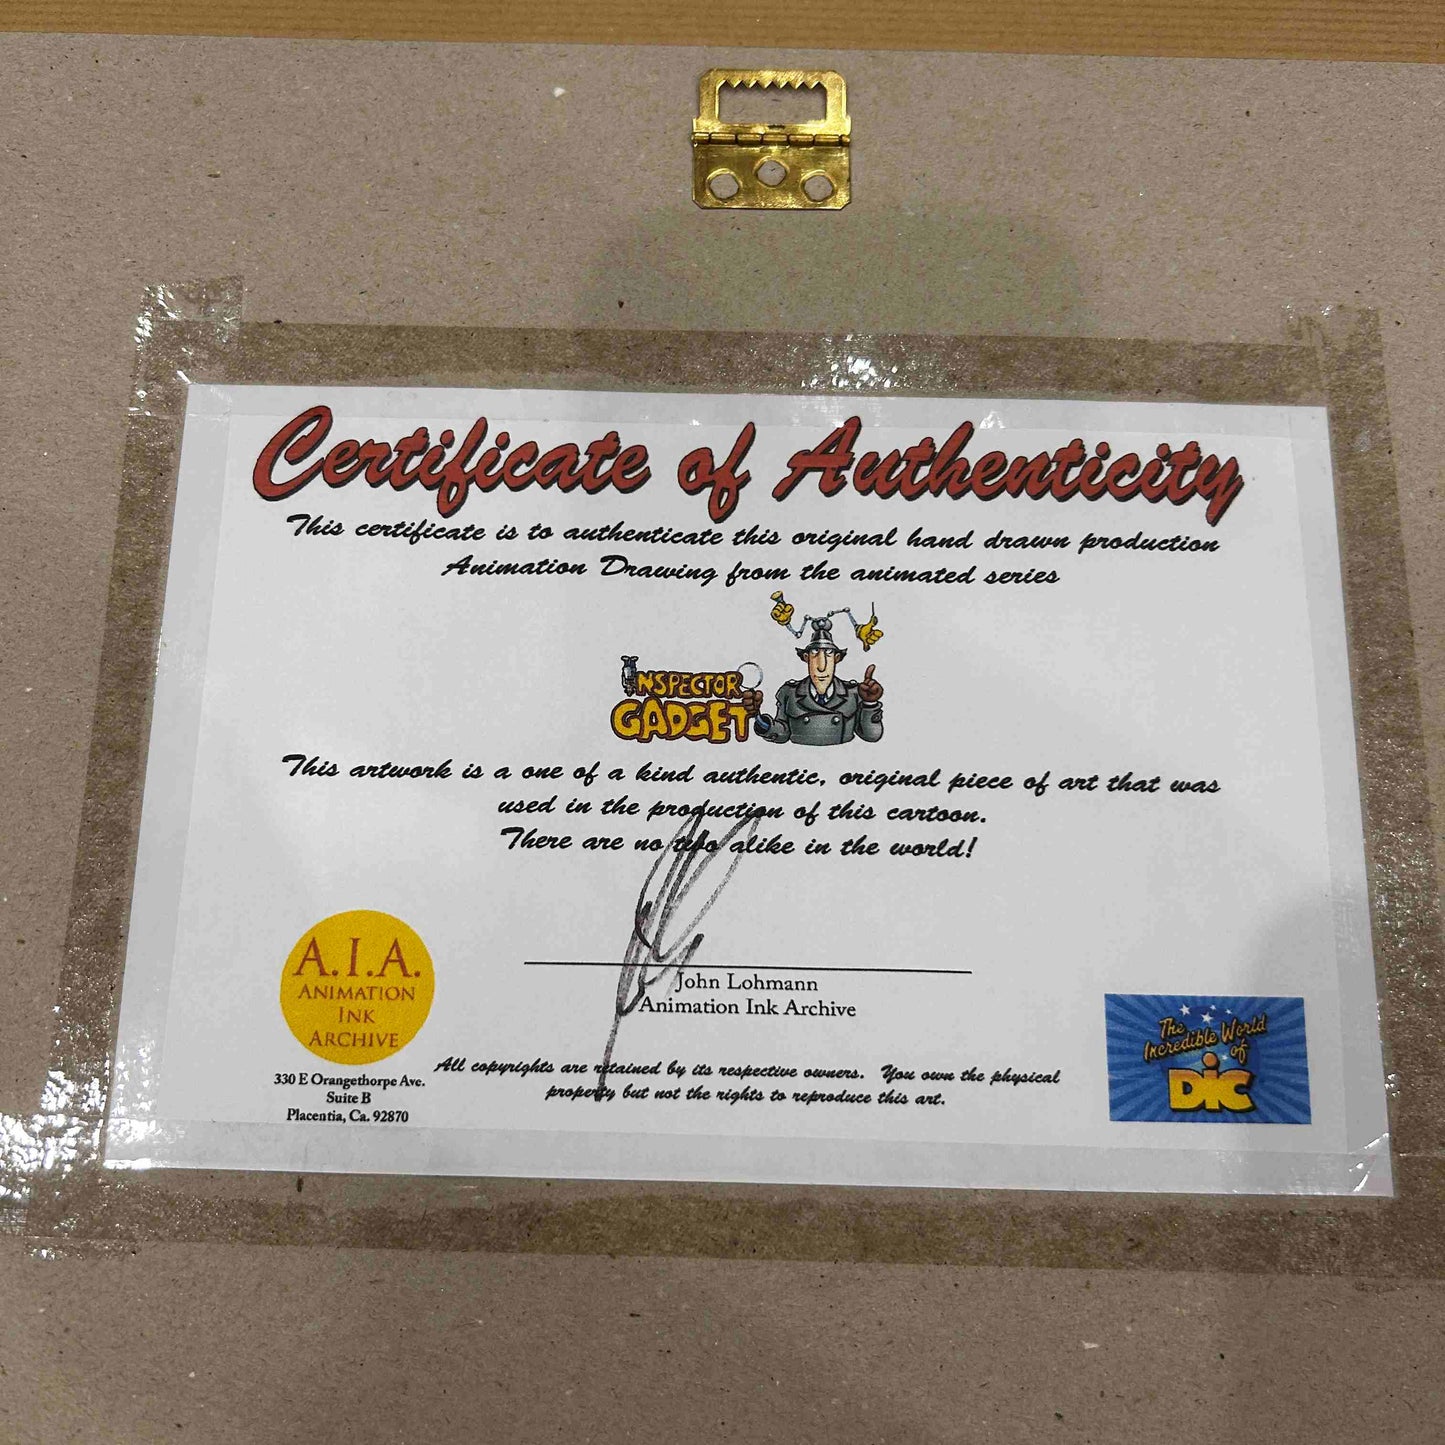 Certificate of Authenticity
This certificate is to authenticate this original hand drawn production
Animation Drawing from the animated series
INSPECTOR
GADGET
This artwork is a one of a kind authentic, original piece of art that was
used in the production of this cartoon.
There are no two alike in the world!
John Lohmann
Animation Ink Archive
A.I.A.
ANIMATION
INK
ARCHIVE
330 E Orangethorpe Ave.
Suite B
Placentia, Ca. 92870
All copyrights are retained by its respective owners. You own the physical
property but not the rights to reproduce this art.
The
Incredible World
of
DIC